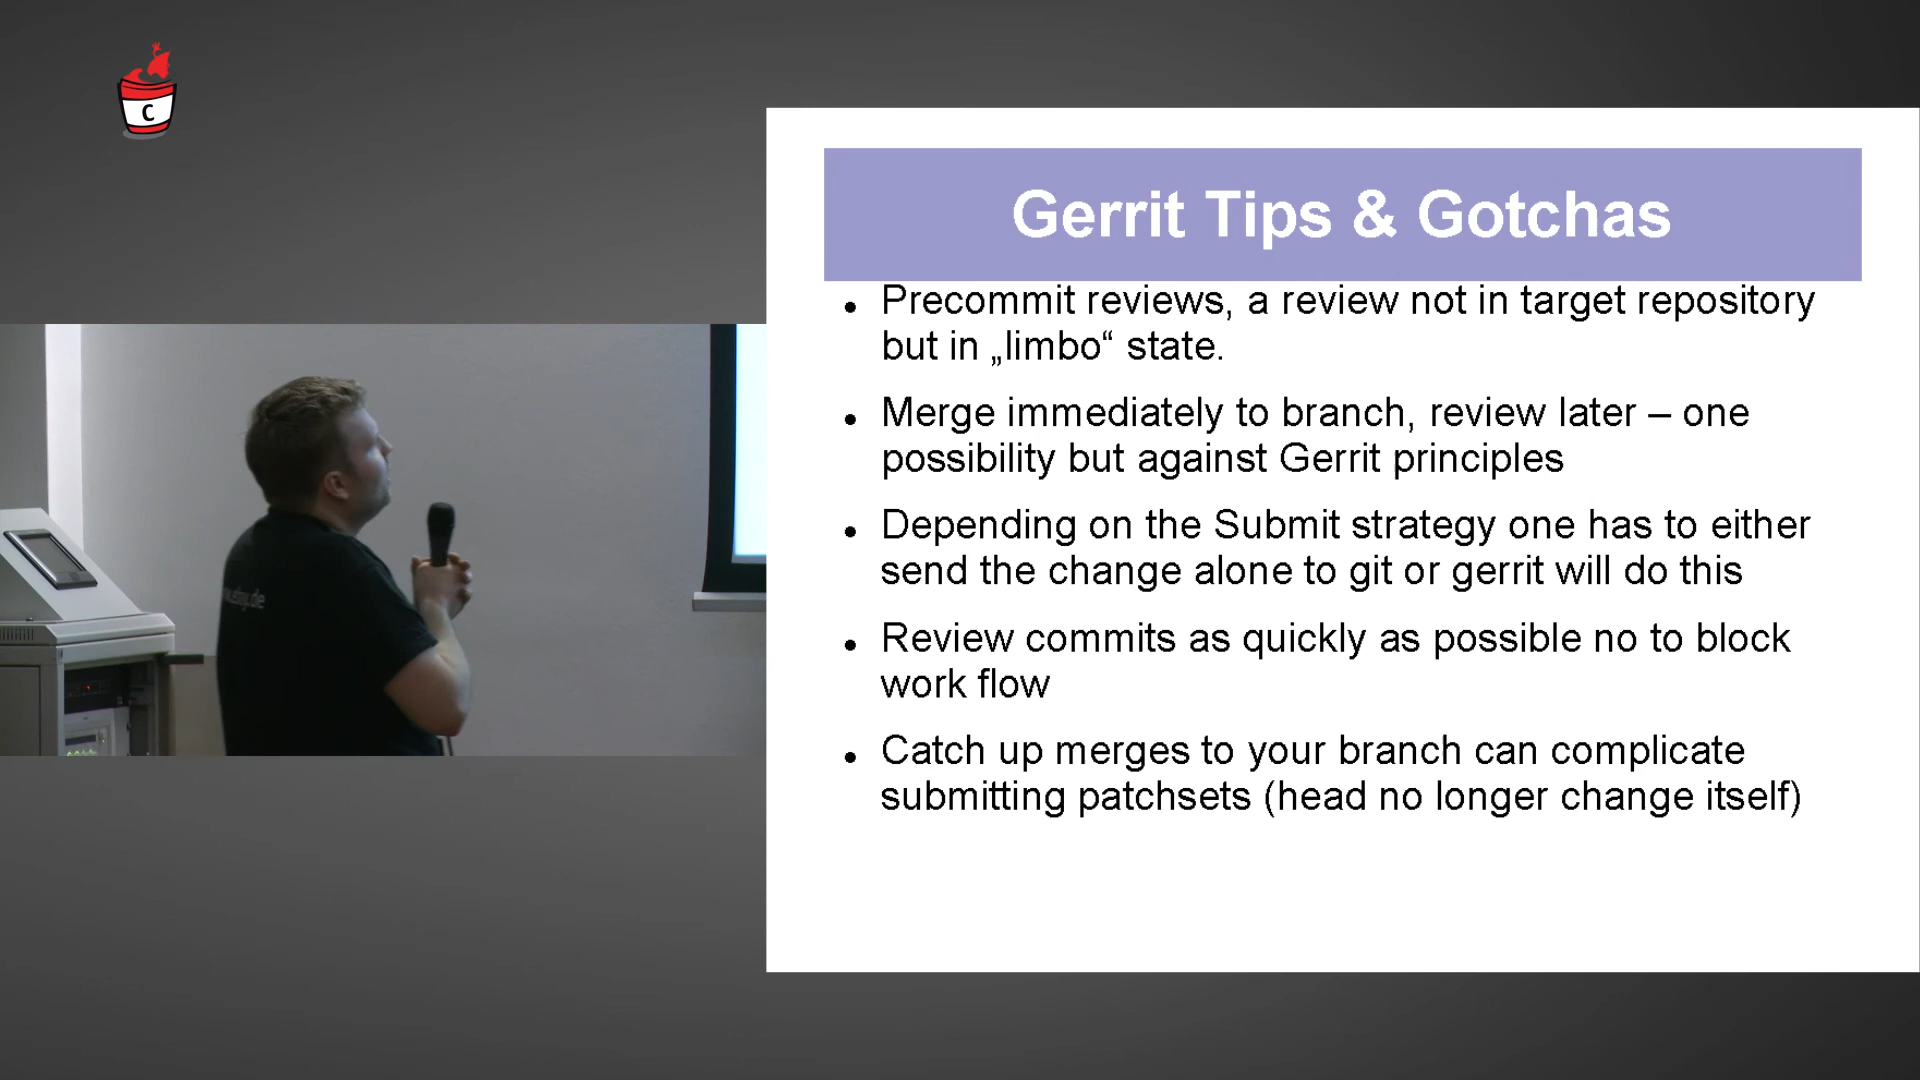 C
Gerrit Tips & Gotchas
Precommit reviews, a review not in target repository
but in „limbo“ state.
Merge immediately to branch, review later – one
possibility but against Gerrit principles
Depending on the Submit strategy one has to either
send the change alone to git or gerrit will do this
Review commits as quickly as possible no to block
work flow
Catch up merges to your branch can complicate
submitting patchsets (head no longer change itself)